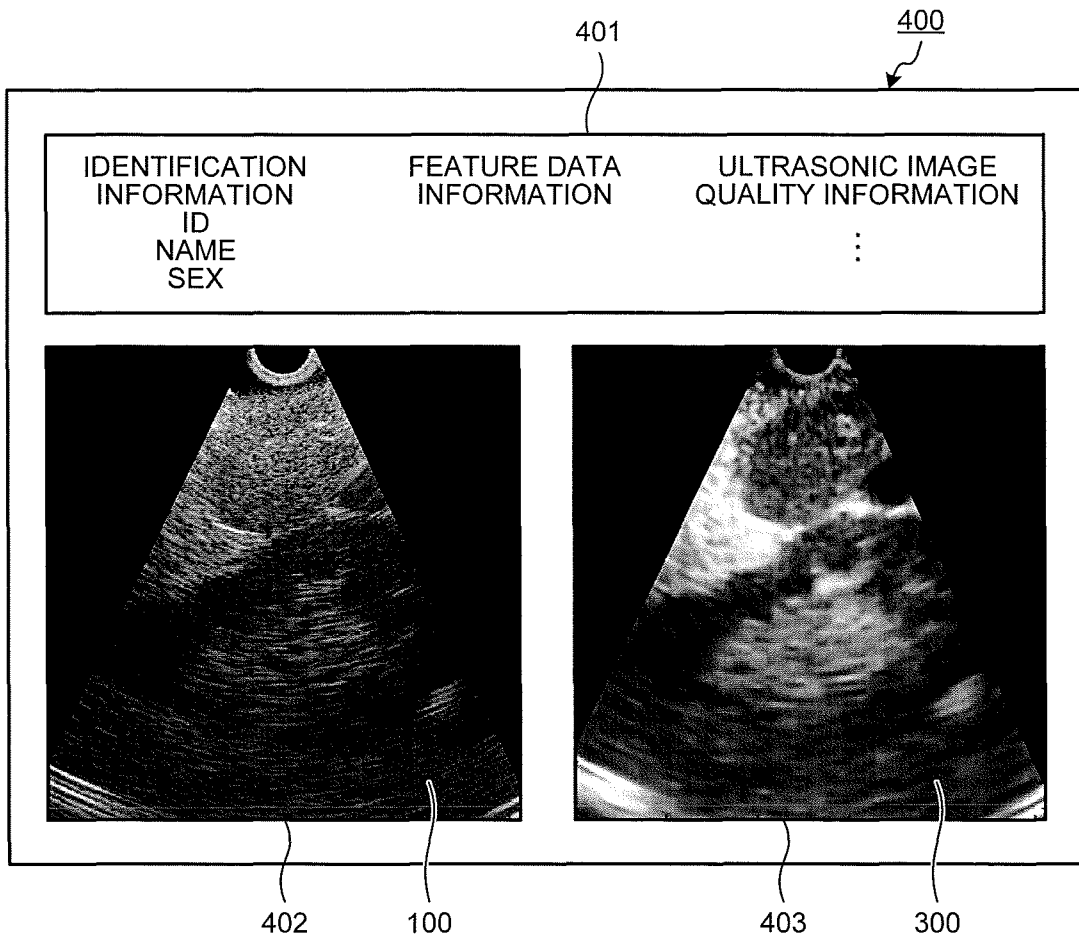 400
401
IDENTIFICATION INFORMATION
ID
NAME
SEX
FEATURE DATA INFORMATION
ULTRASONIC IMAGE QUALITY INFORMATION
⋮
402
100
403
300